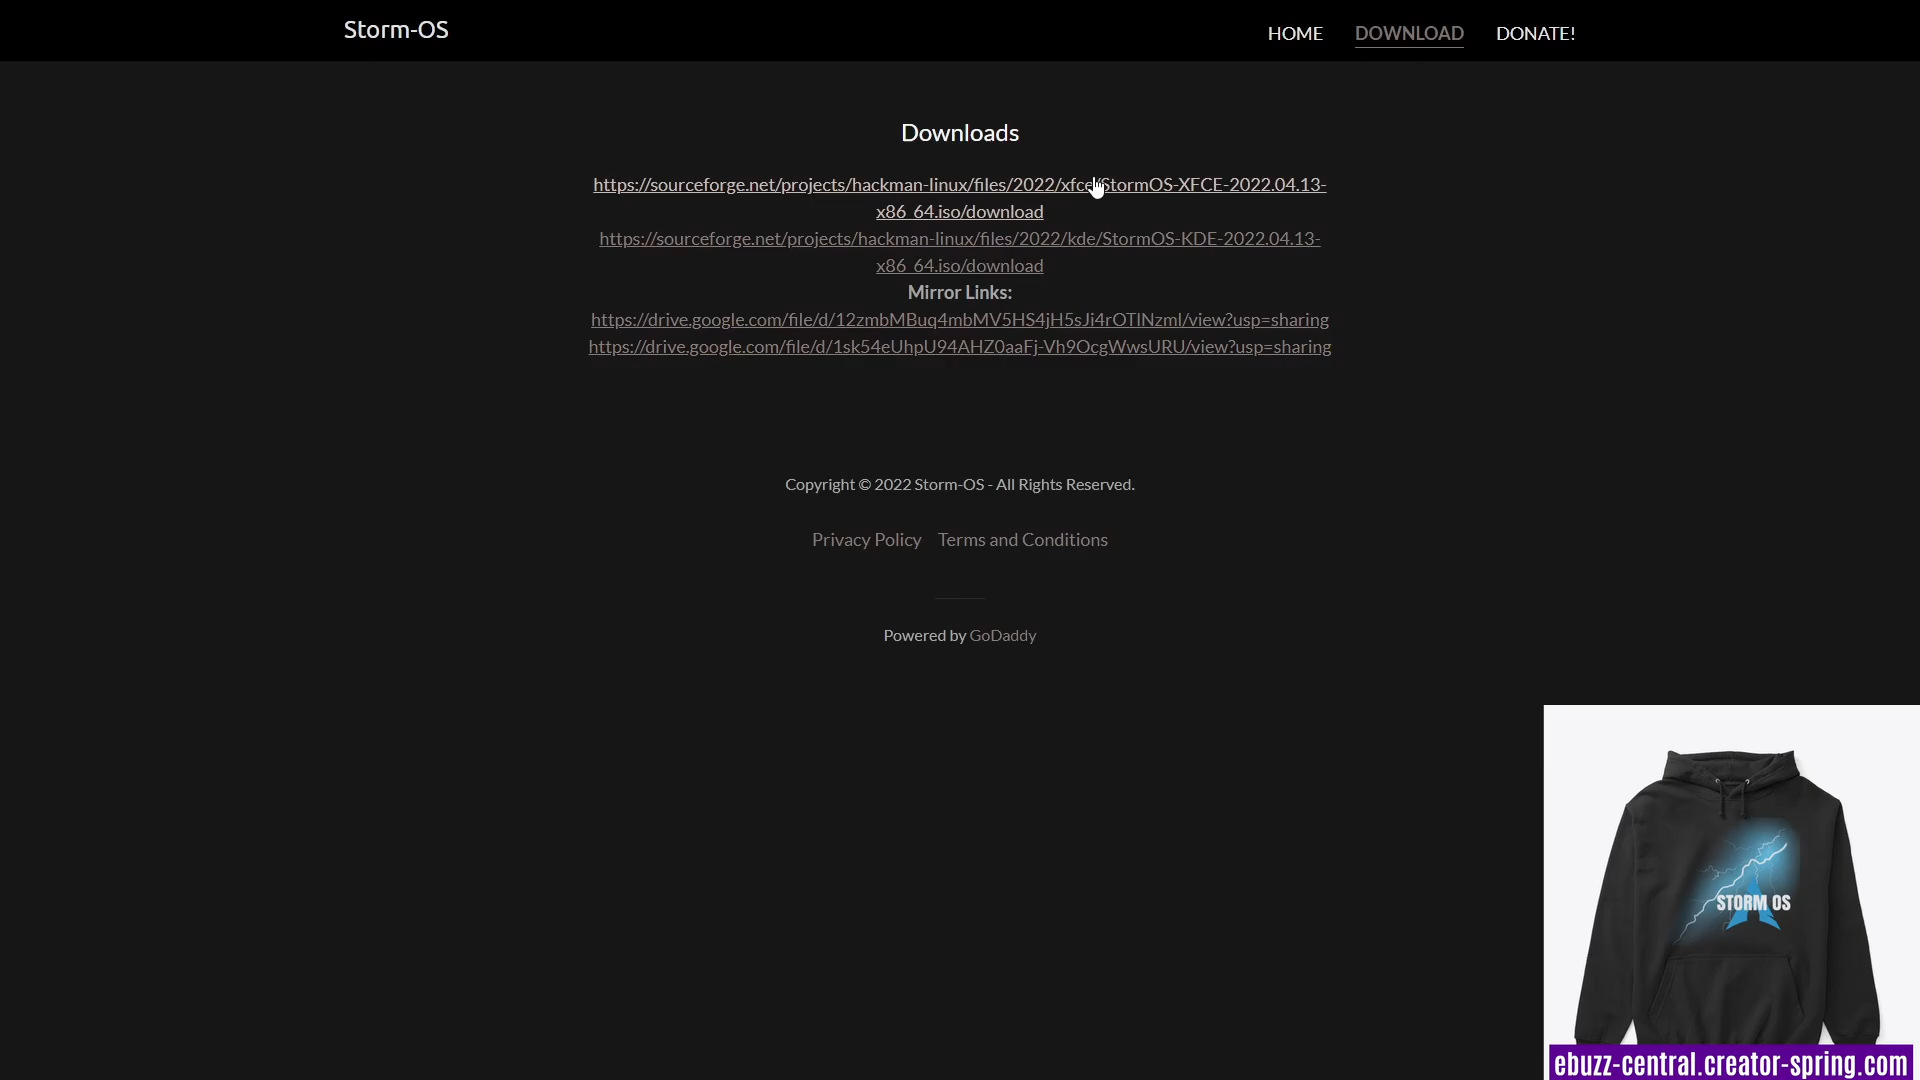 Storm-OS
HOME DOWNLOAD DONATE!
Downloads
https://sourceforge.net/projects/hackman-linux/files/2022/xfce/StormOS-XFCE-2022.04.13-
x86_64.iso/download
https://sourceforge.net/projects/hackman-linux/files/2022/kde/StormOS-KDE-2022.04.13-
x86_64.iso/download
Mirror Links:
https://drive.google.com/file/d/12zmbMBuq4mbMV5HS4jH5sJi4rOTlNzml/view?usp=sharing
https://drive.google.com/file/d/1sk54eUhpU94AHZ0aaFj-Vh9OcgWwsURU/view?usp=sharing
Copyright © 2022 Storm-OS - All Rights Reserved.
Privacy Policy Terms and Conditions
Powered by GoDaddy
STORM OS
ebuzz-central.creator-spring.com